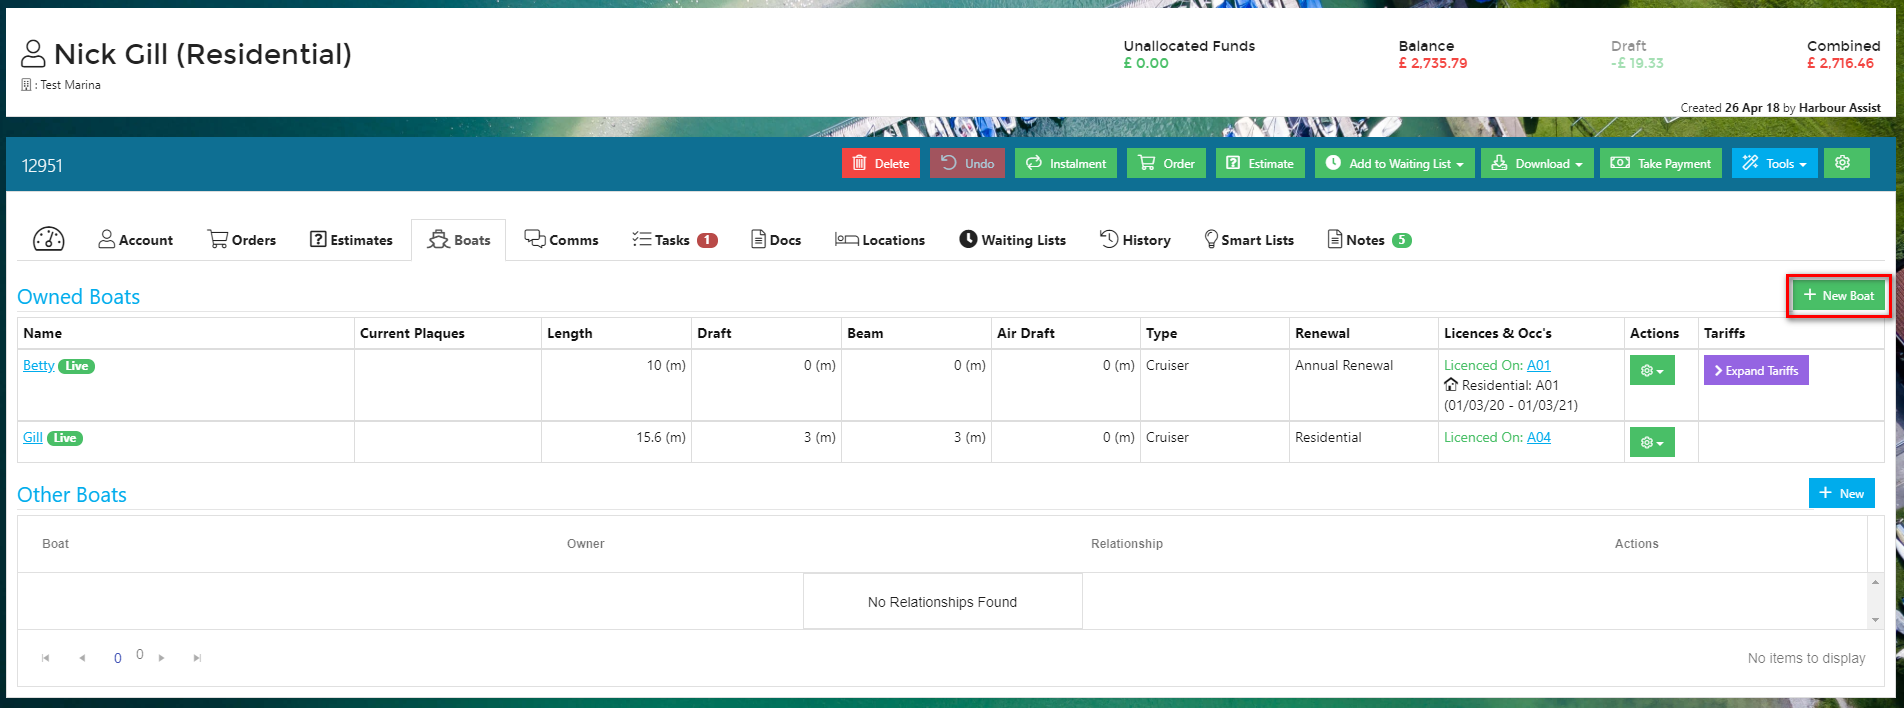 Nick Gill (Residential)
: Test Marina
Unallocated Funds
£ 0.00
Balance
£ 2,735.79
Draft
-£ 19.33
Combined
£ 2,716.46
Created 26 Apr 18 by Harbour Assist
12951
Delete
Undo
Instalment
Order
Estimate
Add to Waiting List
Download
Take Payment
Tools
Account
Orders
Estimates
Boats
Comms
Tasks 1
Docs
Locations
Waiting Lists
History
Smart Lists
Notes 5
Owned Boats
+ New Boat
Name Current Plaques Length Draft Beam Air Draft Type Renewal Licences & Occ's Actions Tariffs
Betty Live 10 (m) 0 (m) 0 (m) 0 (m) Cruiser Annual Renewal Licenced On: A01
Residential: A01
(01/03/20 - 01/03/21)
Expand Tariffs
Gill Live 15.6 (m) 3 (m) 3 (m) 0 (m) Cruiser Residential Licenced On: A04
Other Boats
+ New
Boat Owner Relationship Actions
No Relationships Found
0 0
No items to display